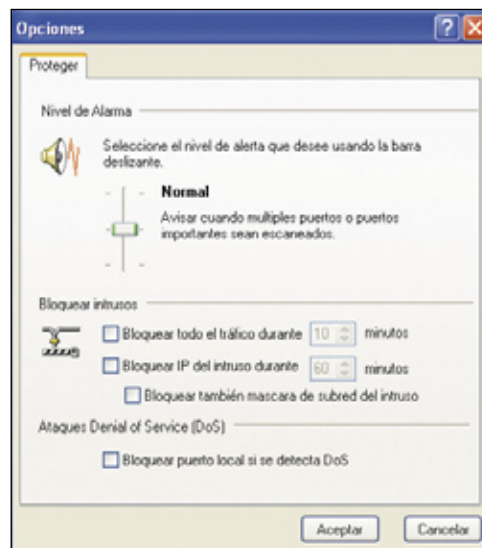 Opciones
Proteger
Nivel de Alarma
Seleccione el nivel de alerta que desee usando la barra
deslizante.
Normal
Avisar cuando multiples puertos o puertos
importantes sean escaneados.
Bloquear intrusos
Bloquear todo el tráfico durante 10 minutos
Bloquear IP del intruso durante 60 minutos
Bloquear también mascara de subred del intruso
Ataques Denial of Service (DoS)
Bloquear puerto local si se detecta DoS
Aceptar Cancelar